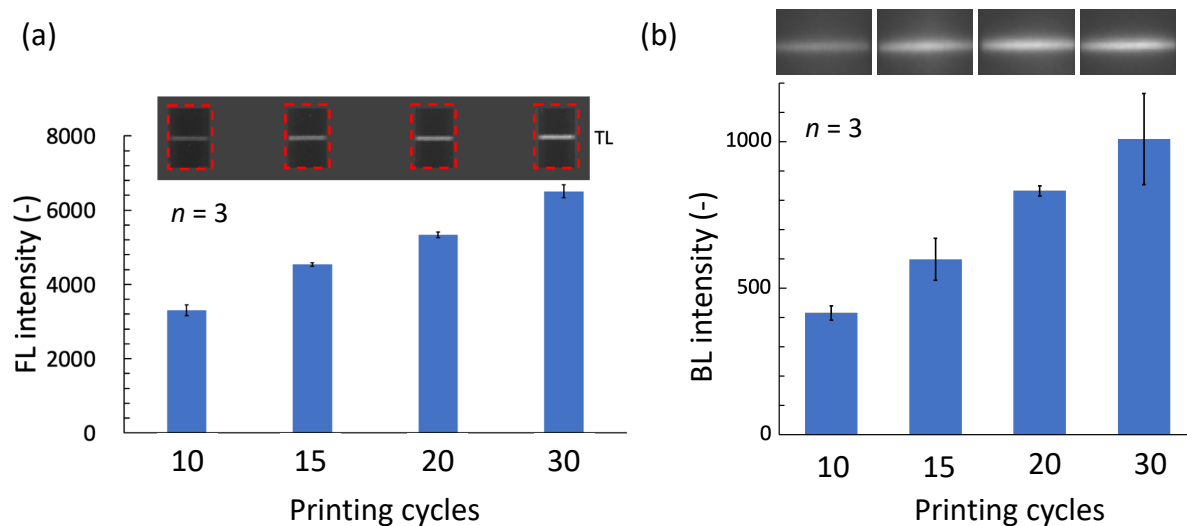 (a)
TL
8000
6000
4000
2000
0
FL intensity (-)
n = 3
10 15 20 30
Printing cycles
(b)
1000
500
0
BL intensity (-)
n = 3
10 15 20 30
Printing cycles